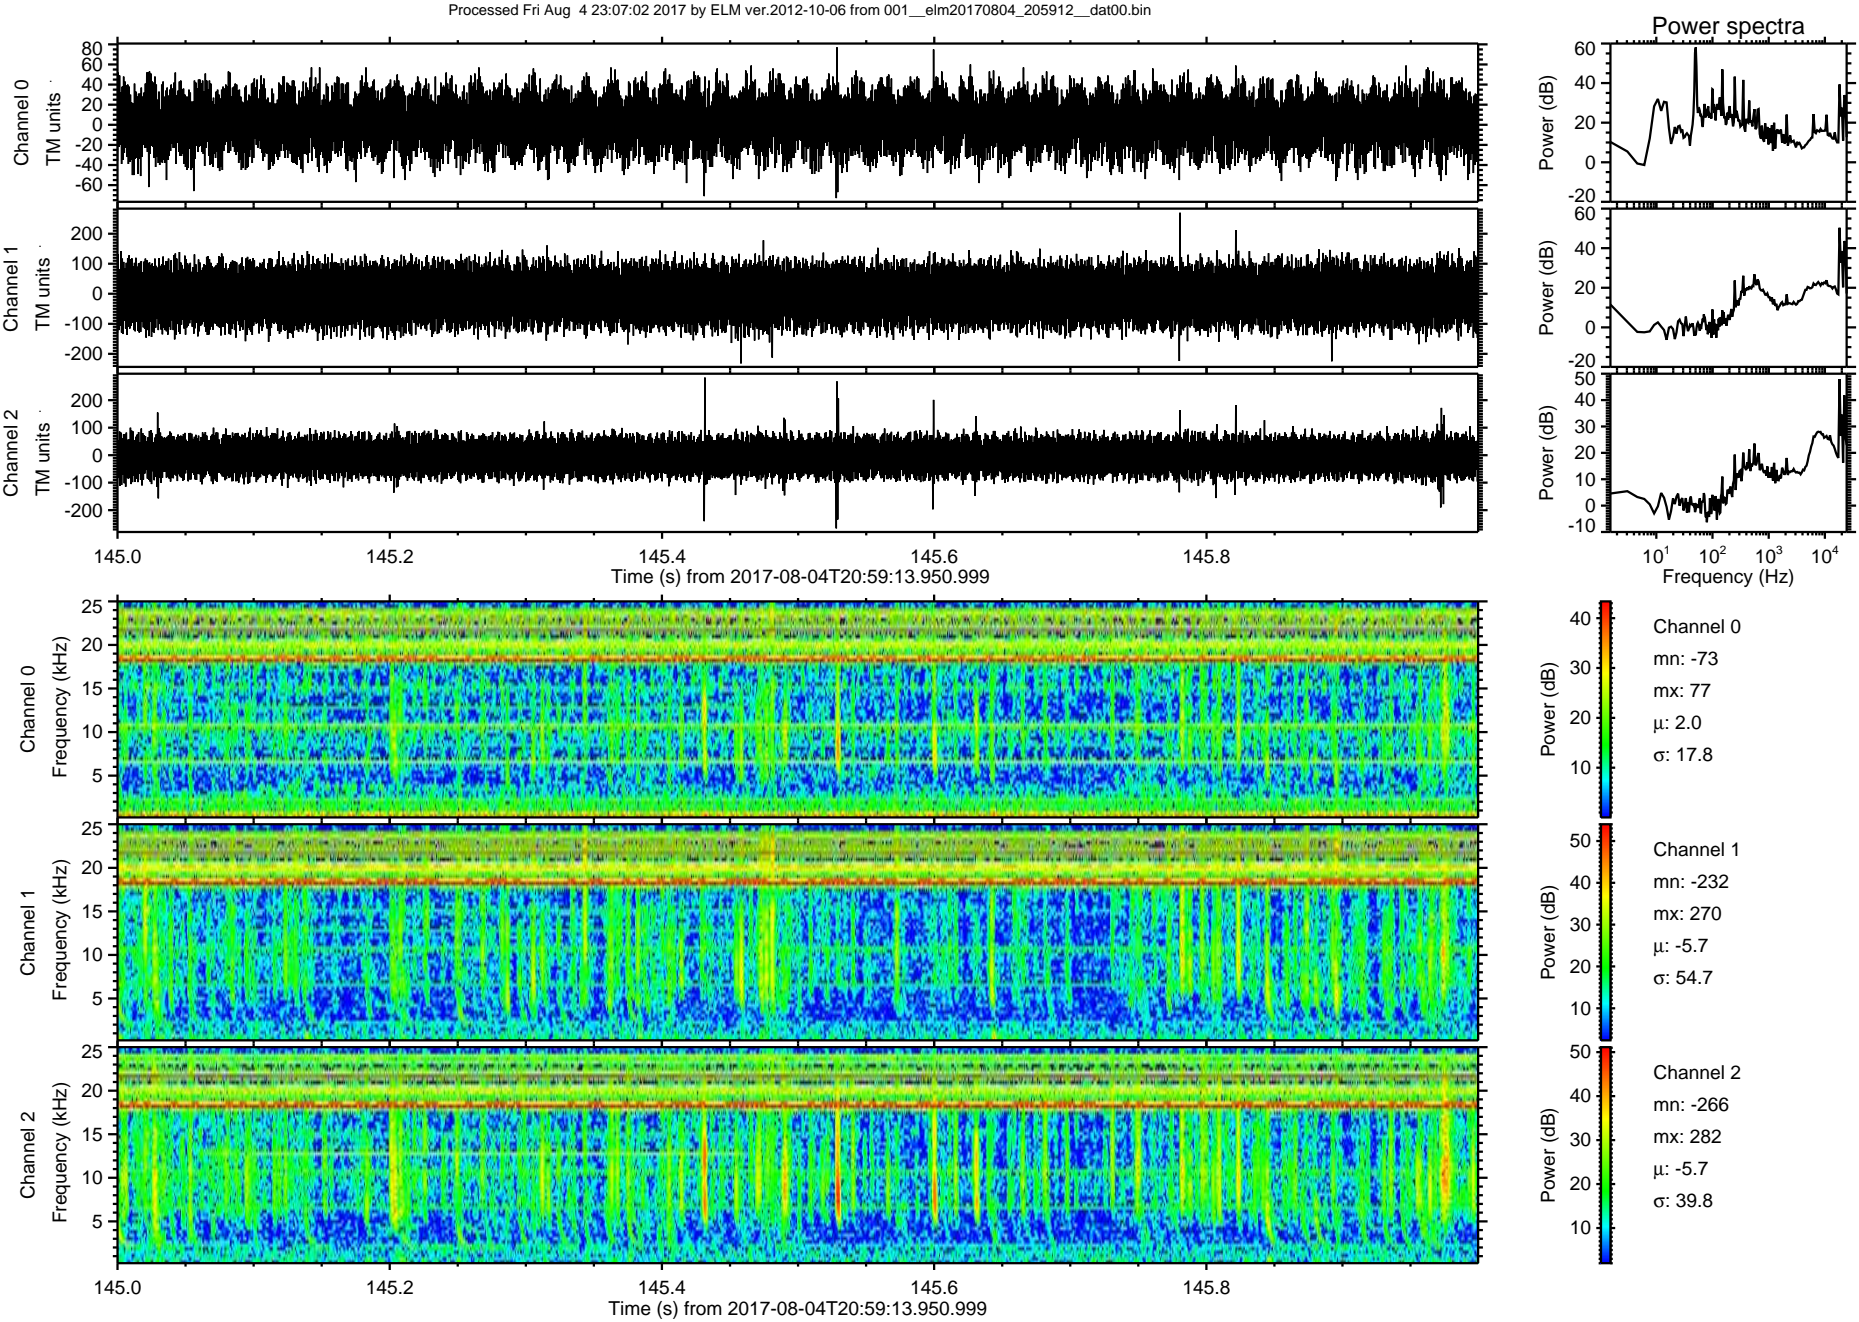 Processed Fri Aug  4 23:07:02 2017 by ELM ver.2012-10-06 from 001__elm20170804_205912__dat00.bin
Power spectra
Channel 0
TM units
80
60
40
20
0
-20
-40
-60
Power (dB)
60
40
20
0
-20
Channel 1
TM units
200
100
0
-100
-200
Power (dB)
60
40
20
0
-20
Channel 2
TM units
200
100
0
-100
-200
Power (dB)
50
40
30
20
10
0
-10
145.0 145.2 145.4 145.6 145.8
Time (s) from 2017-08-04T20:59:13.950.999
10^1 10^2 10^3 10^4
Frequency (Hz)
Channel 0
Frequency (kHz)
25
20
15
10
5
Power (dB)
40
30
20
10
Channel 0
mn: -73
mx: 77
μ: 2.0
σ: 17.8
Channel 1
Frequency (kHz)
25
20
15
10
5
Power (dB)
50
40
30
20
10
Channel 1
mn: -232
mx: 270
μ: -5.7
σ: 54.7
Channel 2
Frequency (kHz)
25
20
15
10
5
Power (dB)
50
40
30
20
10
Channel 2
mn: -266
mx: 282
μ: -5.7
σ: 39.8
145.0 145.2 145.4 145.6 145.8
Time (s) from 2017-08-04T20:59:13.950.999